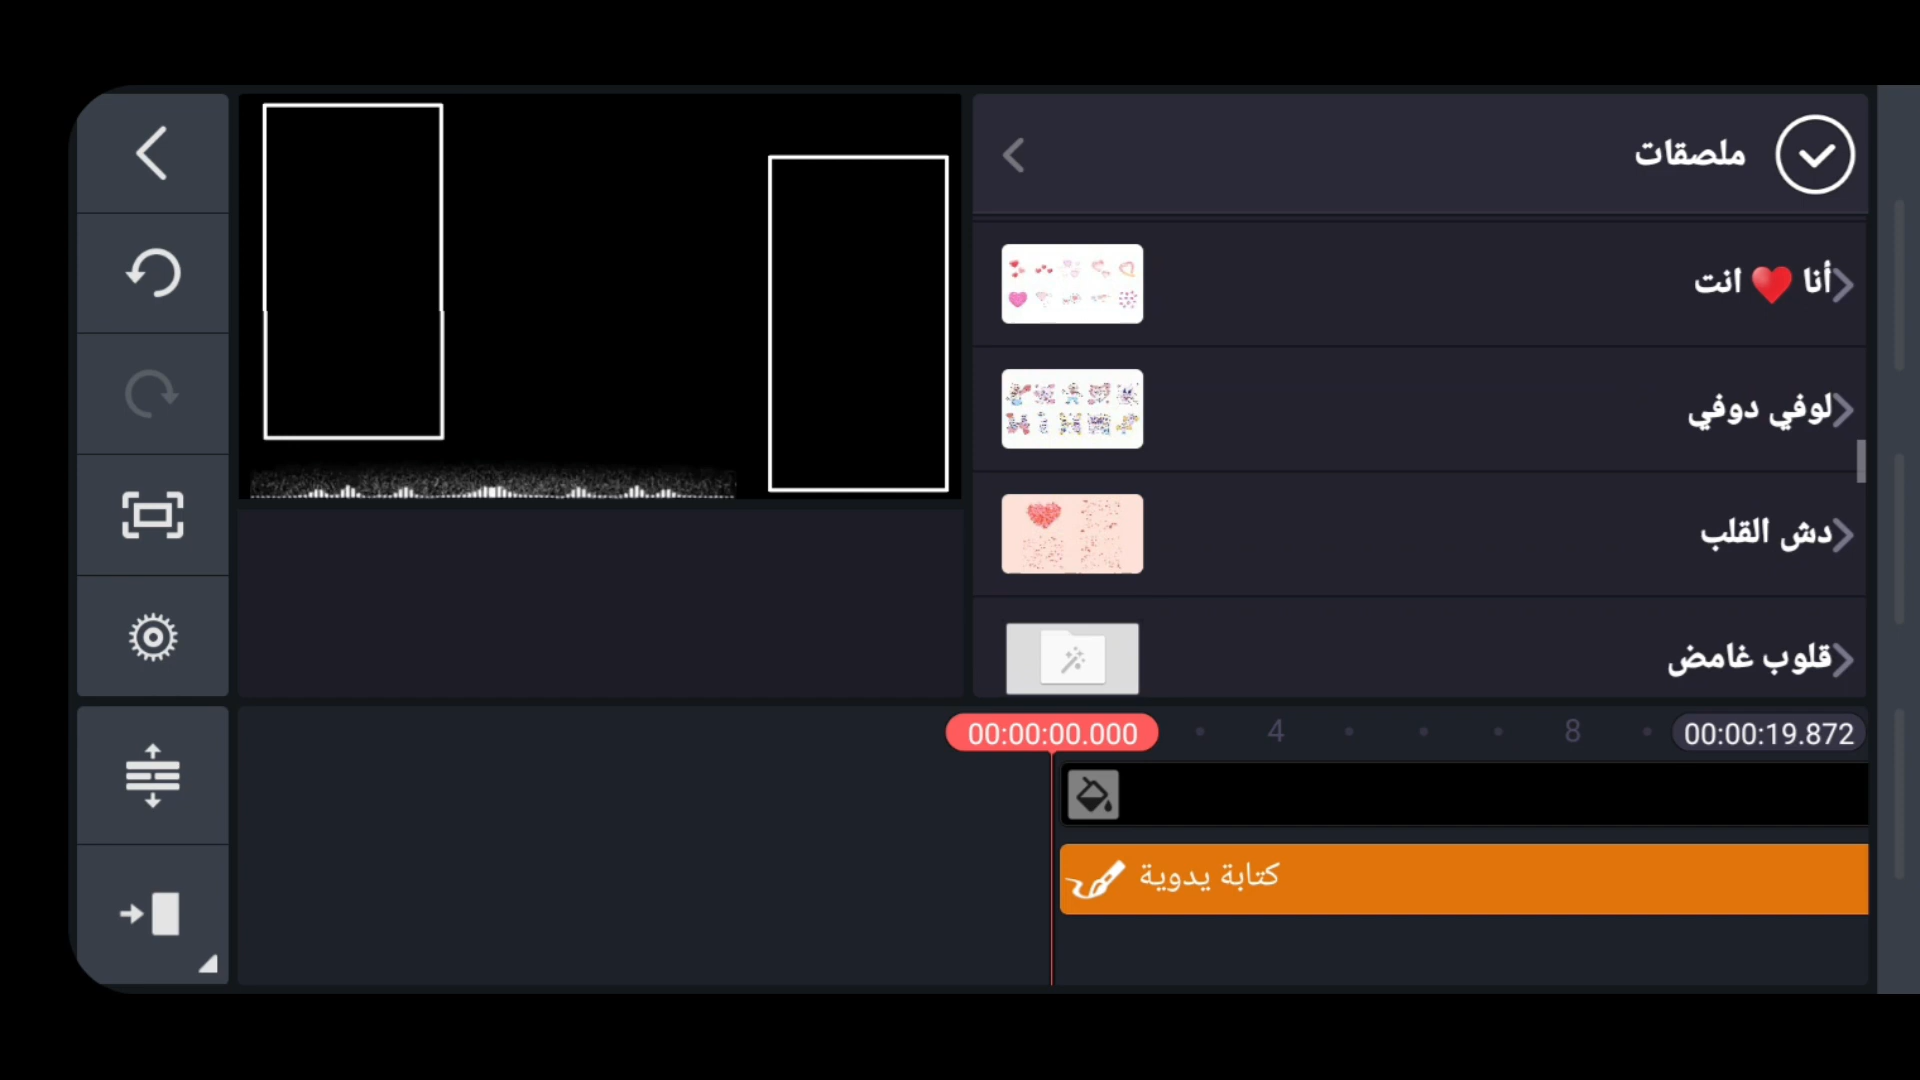 ملصقات
أنا ❤️ انت
لوفي دوفي
دش القلب
قلوب غامض
00:00:00.000
4
8
00:00:19.872
كتابة يدوية